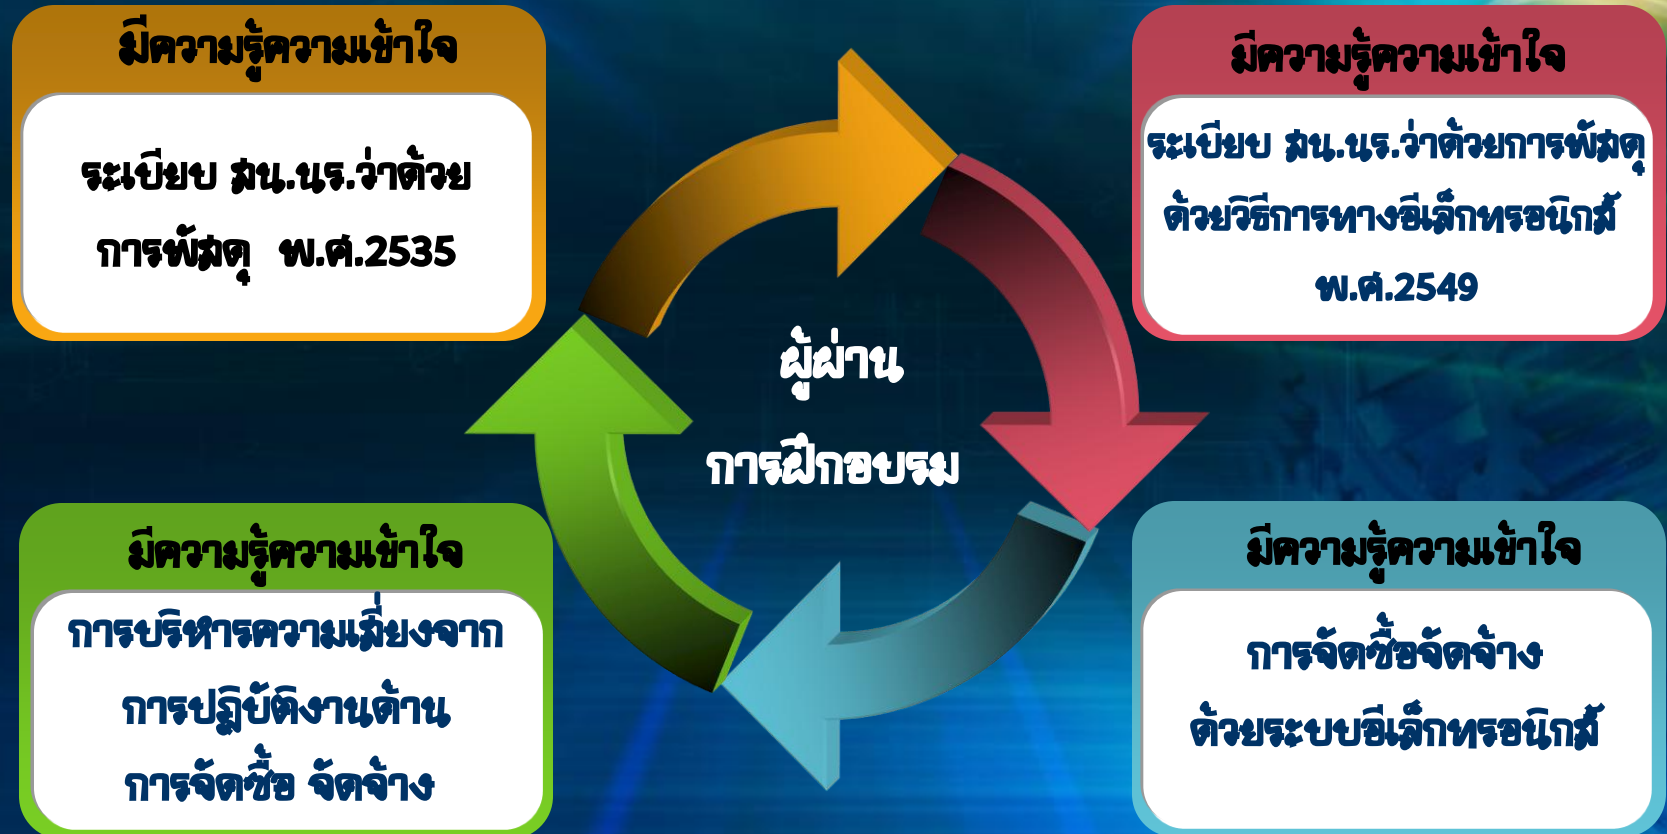 มีความรู้ความเข้าใจ
ระเบียบ สน.นร.ว่าด้วย
การพัสดุ พ.ศ.2535
มีความรู้ความเข้าใจ
ระเบียบ สน.นร.ว่าด้วยการพัสดุ
ด้วยวิธีการทางอีเล็กทรอนิกส์
พ.ศ.2549
ผู้ผ่าน
การฝึกอบรม
มีความรู้ความเข้าใจ
การบริหารความเสี่ยงจาก
การปฏิบัติงานด้าน
การจัดซื้อ จัดจ้าง
มีความรู้ความเข้าใจ
การจัดซื้อจัดจ้าง
ด้วยระบบอีเล็กทรอนิกส์